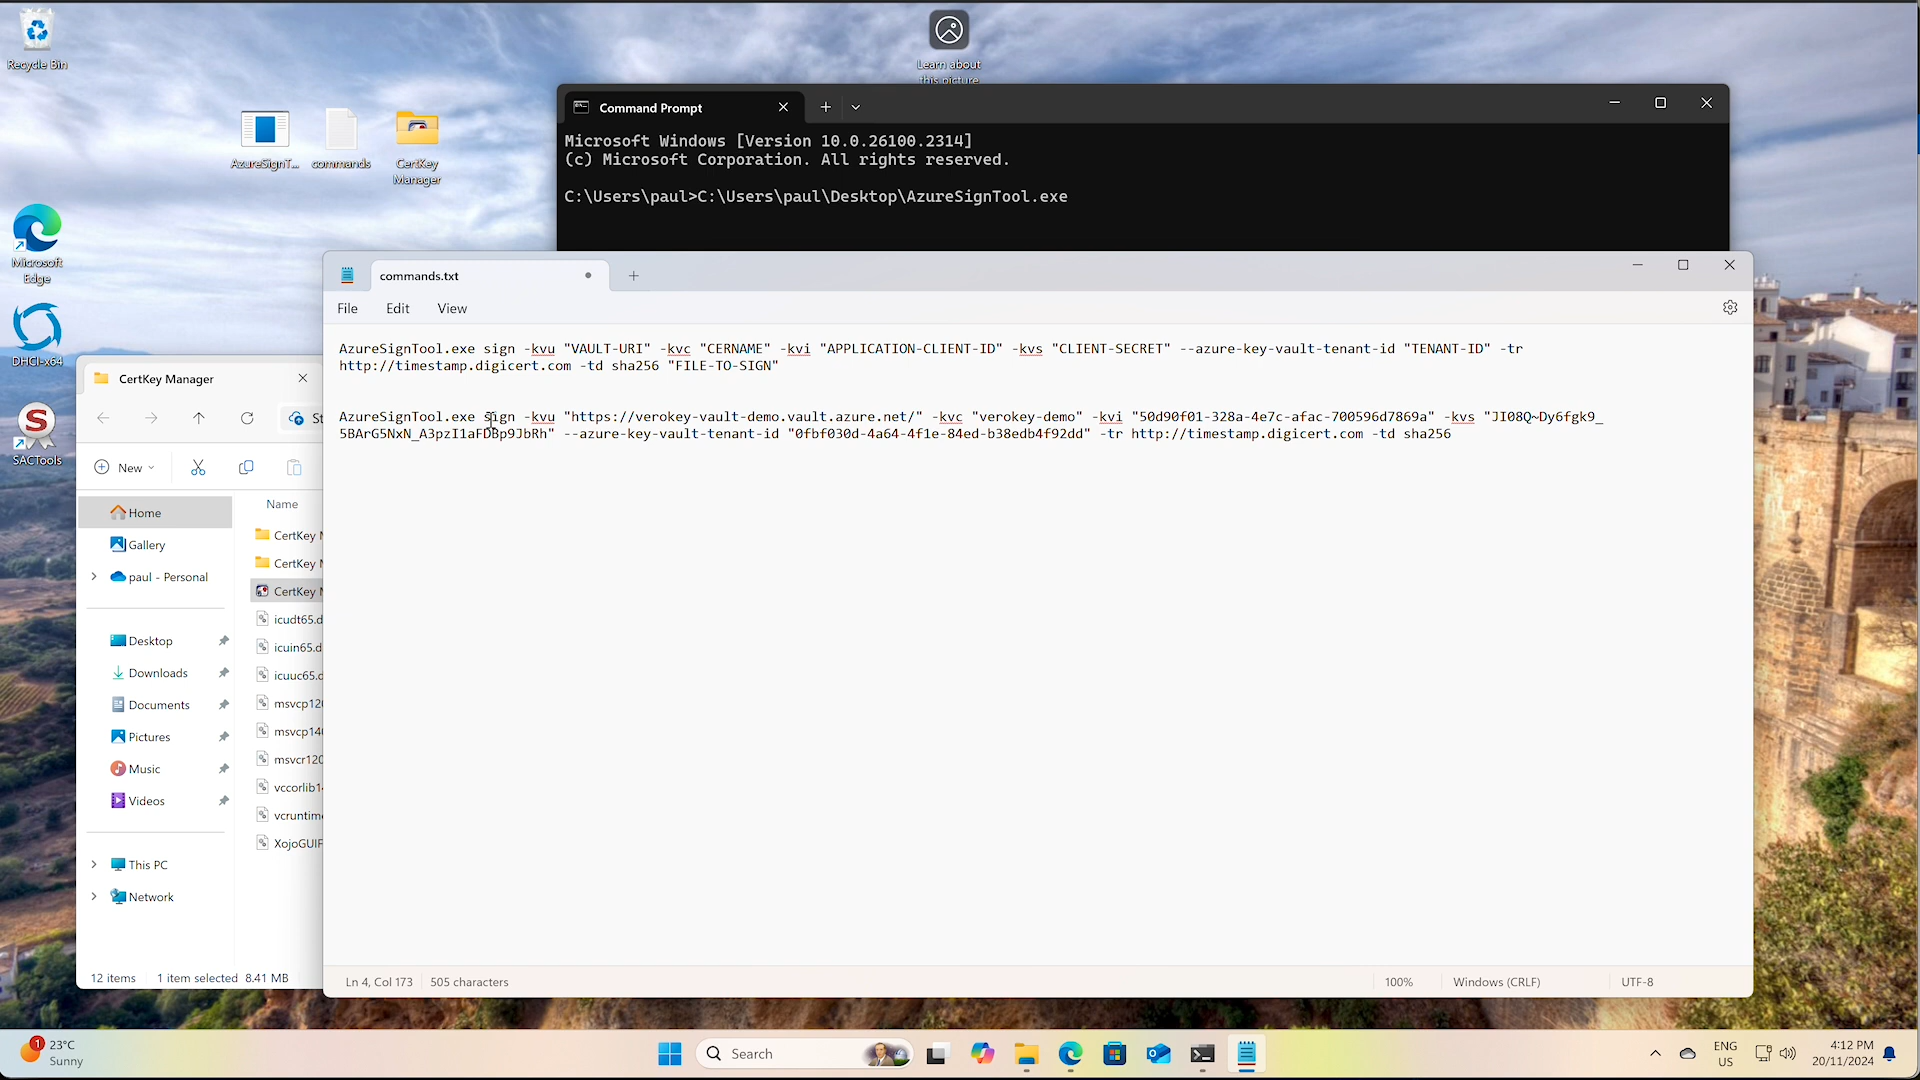 Recycle Bin
Learn about
this picture
AzureSignT...
commands
CertKey
Manager
Microsoft
Edge
DHCI-x64
SACTools
Command Prompt
Microsoft Windows [Version 10.0.26100.2314]
(c) Microsoft Corporation. All rights reserved.
C:\Users\paul>C:\Users\paul\Desktop\AzureSignTool.exe
commands.txt
File Edit View
AzureSignTool.exe sign -kvu "VAULT-URI" -kvc "CERNAME" -kvi "APPLICATION-CLIENT-ID" -kvs "CLIENT-SECRET" --azure-key-vault-tenant-id "TENANT-ID" -tr
http://timestamp.digicert.com -td sha256 "FILE-TO-SIGN"
AzureSignTool.exe sign -kvu "https://verokey-vault-demo.vault.azure.net/" -kvc "verokey-demo" -kvi "50d90f01-328a-4e7c-afac-700596d7869a" -kvs "JI08Q~Dy6fgk9_
5BArG5NxN_A3pzI1aFDBp9JbRh" --azure-key-vault-tenant-id "0fbf030d-4a64-4f1e-84ed-b38edb4f92dd" -tr http://timestamp.digicert.com -td sha256
Ln 4, Col 173 505 characters 100% Windows (CRLF) UTF-8
CertKey Manager
St
New
Name
Home
Gallery
paul - Personal
Desktop
Downloads
Documents
Pictures
Music
Videos
This PC
Network
CertKey M
CertKey M
CertKey M
icudt65.d
icuin65.d
icuuc65.d
msvcp120
msvcp140
msvcr120
vccorlib14
vcruntime
XojoGUIF
12 items 1 item selected 8.41 MB
1
23°C
Sunny
Search
ENG
US
4:12 PM
20/11/2024